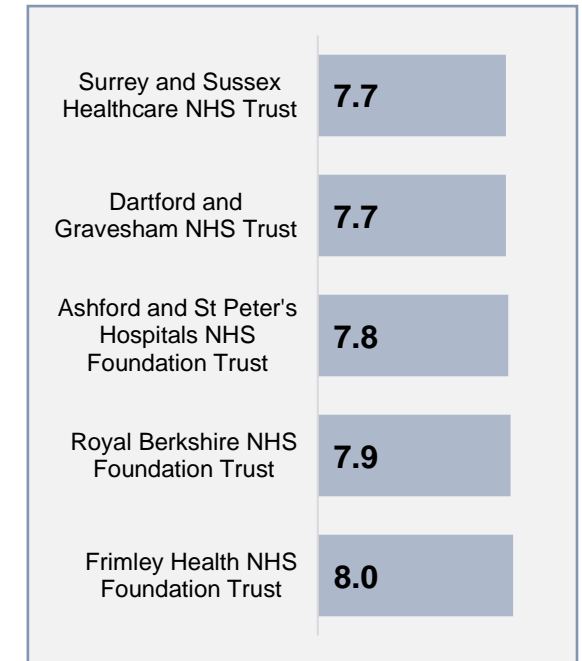 Surrey and Sussex
Healthcare NHS Trust
7.7
Dartford and
Gravesham NHS Trust
7.7
Ashford and St Peter's
Hospitals NHS
Foundation Trust
7.8
Royal Berkshire NHS
Foundation Trust
7.9
Frimley Health NHS
Foundation Trust
8.0